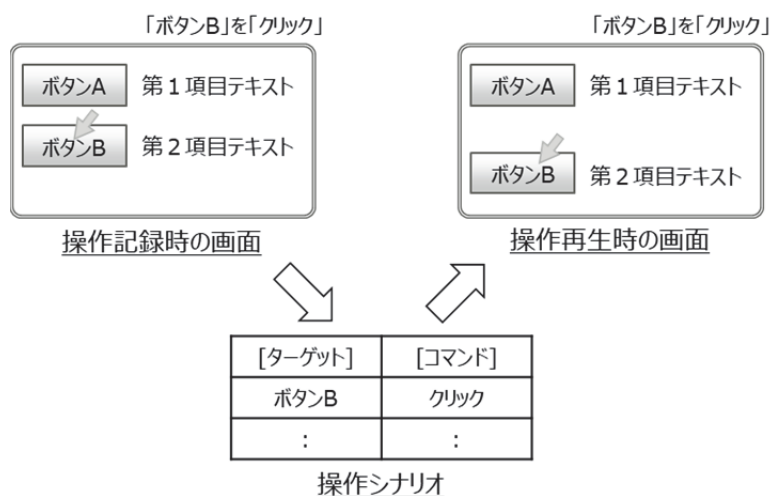 「ボタンB」を「クリック」
ボタンA 第1項目テキスト
ボタンB 第2項目テキスト
操作記録時の画面
「ボタンB」を「クリック」
ボタンA 第1項目テキスト
ボタンB 第2項目テキスト
操作再生時の画面
[ターゲット] [コマンド]
ボタンB クリック
: :
操作シナリオ